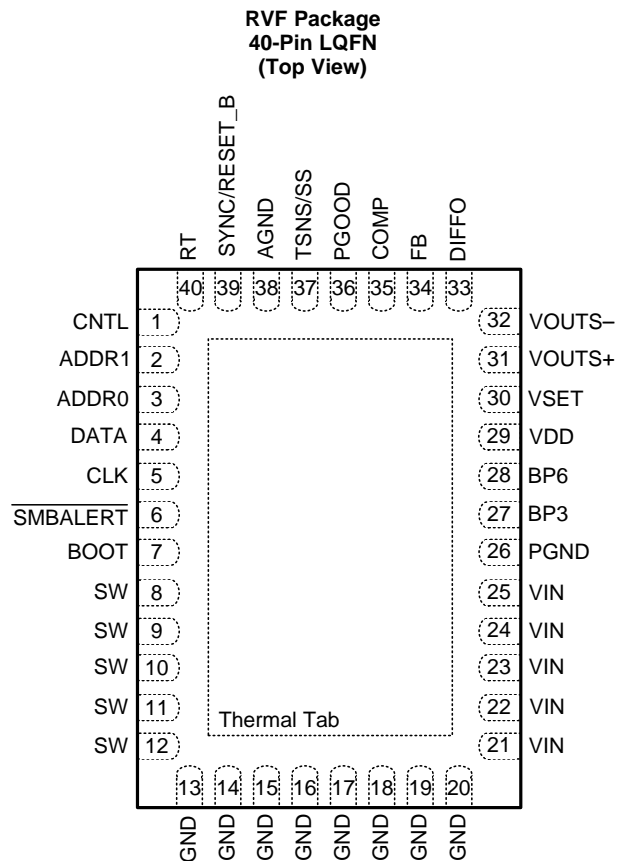 RVF Package
40-Pin LQFN
(Top View)
RT
SYNC/RESET_B
AGND
TSNS/SS
PGOOD
COMP
FB
DIFFO
40 39 38 37 36 35 34 33
CNTL 1
ADDR1 2
ADDR0 3
DATA 4
CLK 5
SMBALERT 6
BOOT 7
SW 8
SW 9
SW 10
SW 11
SW 12
32 VOUTS–
31 VOUTS+
30 VSET
29 VDD
28 BP6
27 BP3
26 PGND
25 VIN
24 VIN
23 VIN
22 VIN
21 VIN
Thermal Tab
13 14 15 16 17 18 19 20
GND
GND
GND
GND
GND
GND
GND
GND